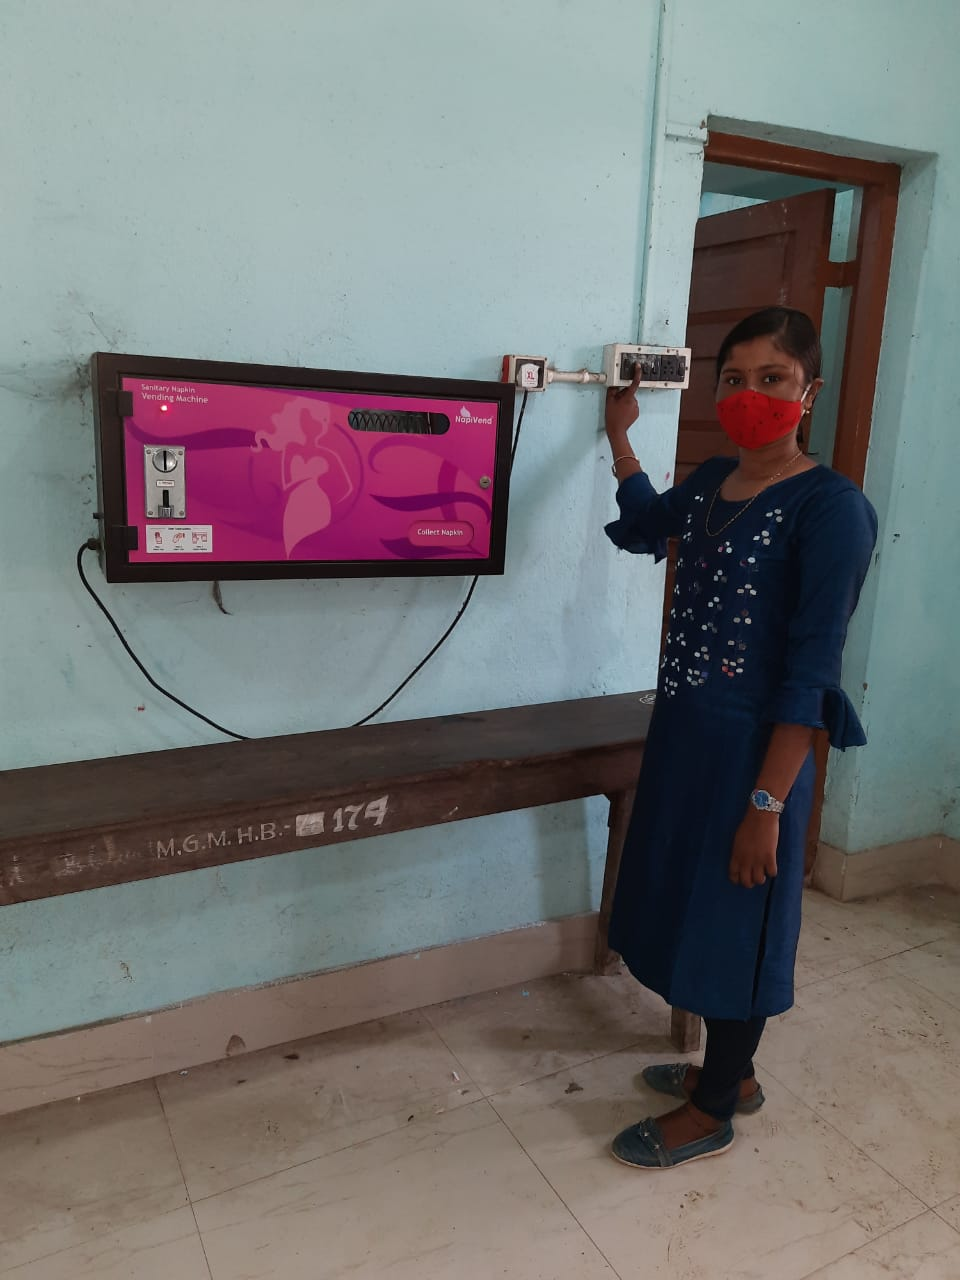 Sanitary Napkin
Vending Machine
NapiVend
Collect Napkin
XL
M.G.M.H.B.- 174